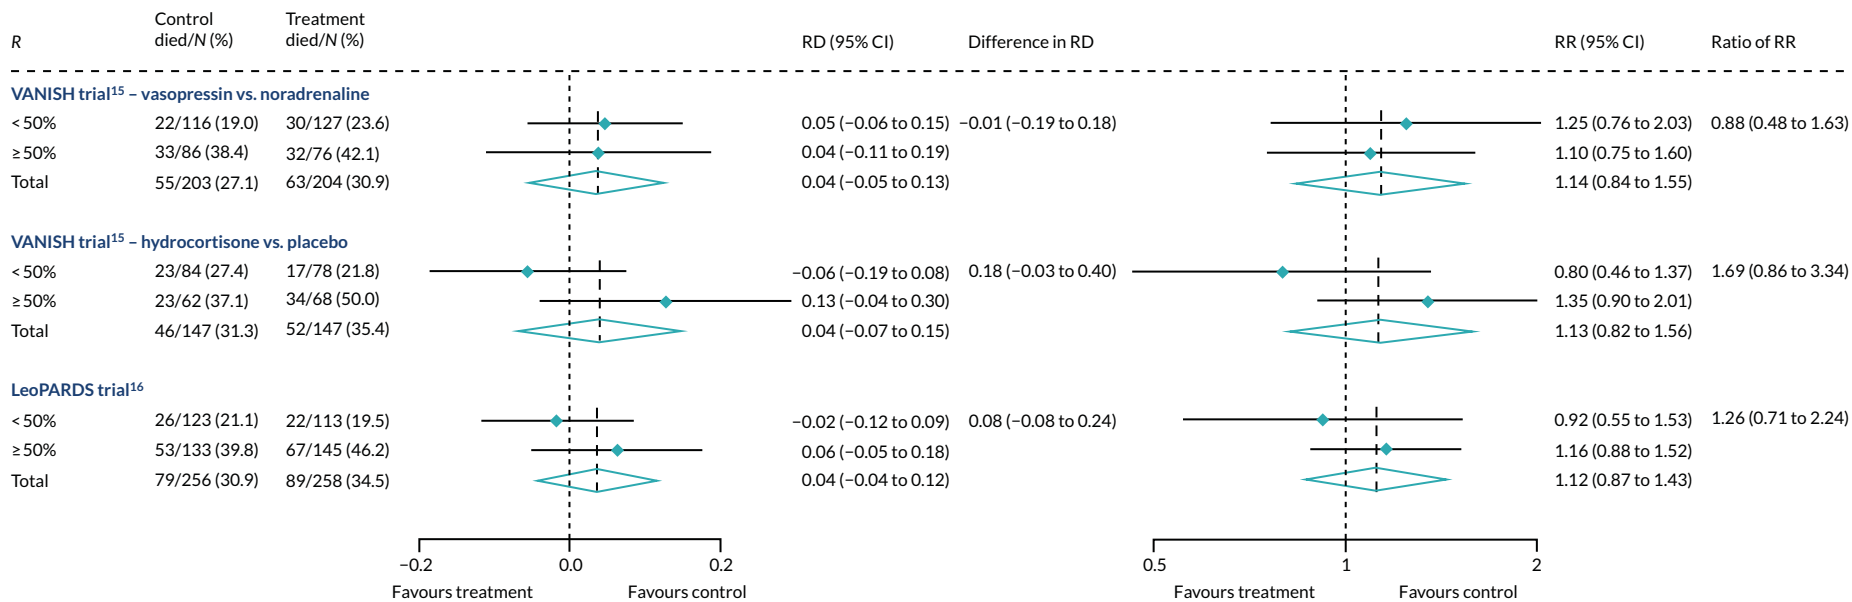 R Control died/N (%) Treatment died/N (%) RD (95% CI) Difference in RD RR (95% CI) Ratio of RR
VANISH trial15 – vasopressin vs. noradrenaline
< 50% 22/116 (19.0) 30/127 (23.6) 0.05 (−0.06 to 0.15) −0.01 (−0.19 to 0.18) 1.25 (0.76 to 2.03) 0.88 (0.48 to 1.63)
≥ 50% 33/86 (38.4) 32/76 (42.1) 0.04 (−0.11 to 0.19) 1.10 (0.75 to 1.60)
Total 55/203 (27.1) 63/204 (30.9) 0.04 (−0.05 to 0.13) 1.14 (0.84 to 1.55)
VANISH trial15 – hydrocortisone vs. placebo
< 50% 23/84 (27.4) 17/78 (21.8) −0.06 (−0.19 to 0.08) 0.18 (−0.03 to 0.40) 0.80 (0.46 to 1.37) 1.69 (0.86 to 3.34)
≥ 50% 23/62 (37.1) 34/68 (50.0) 0.13 (−0.04 to 0.30) 1.35 (0.90 to 2.01)
Total 46/147 (31.3) 52/147 (35.4) 0.04 (−0.07 to 0.15) 1.13 (0.82 to 1.56)
LeoPARDS trial16
< 50% 26/123 (21.1) 22/113 (19.5) −0.02 (−0.12 to 0.09) 0.08 (−0.08 to 0.24) 0.92 (0.55 to 1.53) 1.26 (0.71 to 2.24)
≥ 50% 53/133 (39.8) 67/145 (46.2) 0.06 (−0.05 to 0.18) 1.16 (0.88 to 1.52)
Total 79/256 (30.9) 89/258 (34.5) 0.04 (−0.04 to 0.12) 1.12 (0.87 to 1.43)
−0.2 0.0 0.2 0.5 1 2
Favours treatment Favours control Favours treatment Favours control